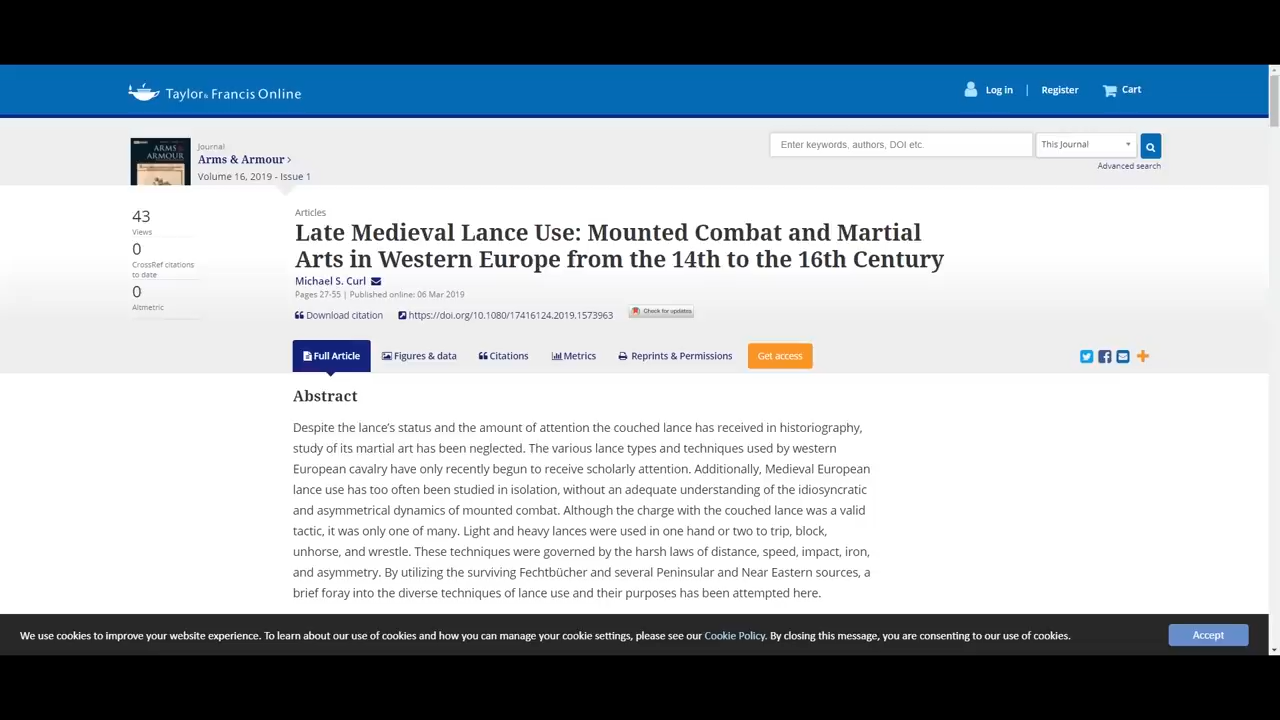 Taylor & Francis Online
Log in | Register Cart
Journal
Arms & Armour ›
Volume 16, 2019 - Issue 1
ARMS &
ARMOUR
Enter keywords, authors, DOI etc.
This Journal
Advanced search
43
Views
0
CrossRef citations
to date
0
Altmetric
Articles
Late Medieval Lance Use: Mounted Combat and Martial
Arts in Western Europe from the 14th to the 16th Century
Michael S. Curl
Pages 27-55 | Published online: 06 Mar 2019
Download citation https://doi.org/10.1080/17416124.2019.1573963 Check for updates
Full Article Figures & data Citations Metrics Reprints & Permissions Get access
Abstract
Despite the lance's status and the amount of attention the couched lance has received in historiography,
study of its martial art has been neglected. The various lance types and techniques used by western
European cavalry have only recently begun to receive scholarly attention. Additionally, Medieval European
lance use has too often been studied in isolation, without an adequate understanding of the idiosyncratic
and asymmetrical dynamics of mounted combat. Although the charge with the couched lance was a valid
tactic, it was only one of many. Light and heavy lances were used in one hand or two to trip, block,
unhorse, and wrestle. These techniques were governed by the harsh laws of distance, speed, impact, iron,
and asymmetry. By utilizing the surviving Fechtbücher and several Peninsular and Near Eastern sources, a
brief foray into the diverse techniques of lance use and their purposes has been attempted here.
We use cookies to improve your website experience. To learn about our use of cookies and how you can manage your cookie settings, please see our Cookie Policy. By closing this message, you are consenting to our use of cookies.
Accept